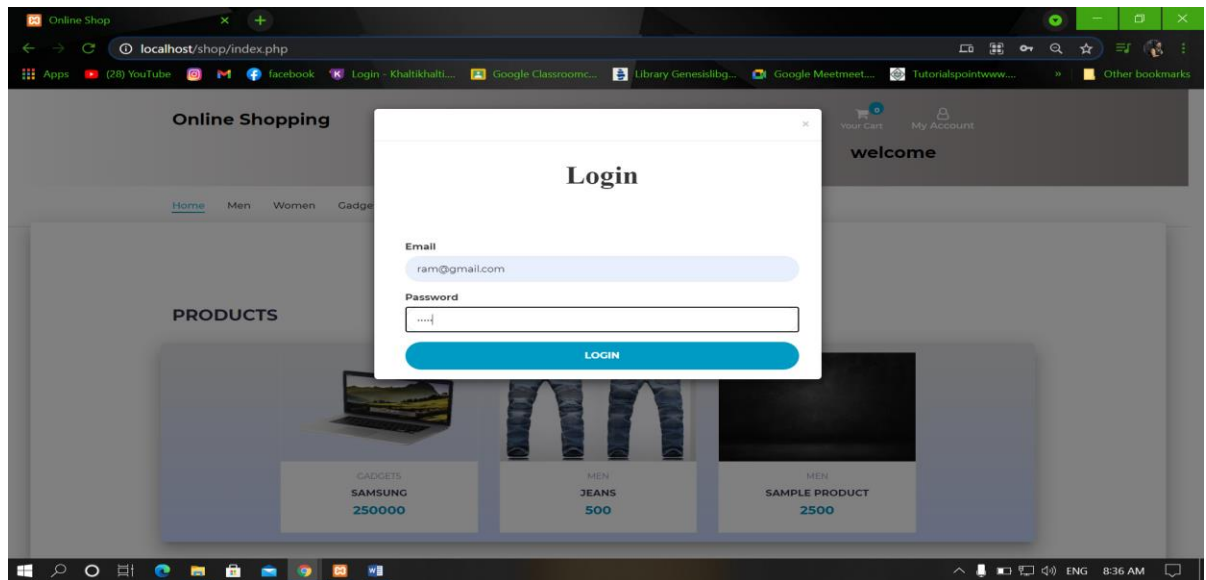 Online Shop
localhost/shop/index.php
Apps (28) YouTube facebook Login - Khaltikhalti.... Google Classroomc... Library Genesislibg... Google Meetmeet.... Tutorialspointwww.... » Other bookmarks
Online Shopping
0
Your Cart My Account
welcome
Login
Home Men Women Gadge
Email
ram@gmail.com
Password
PRODUCTS
LOGIN
GADGETS MEN MEN
SAMSUNG JEANS SAMPLE PRODUCT
250000 500 2500
ENG 8:36 AM